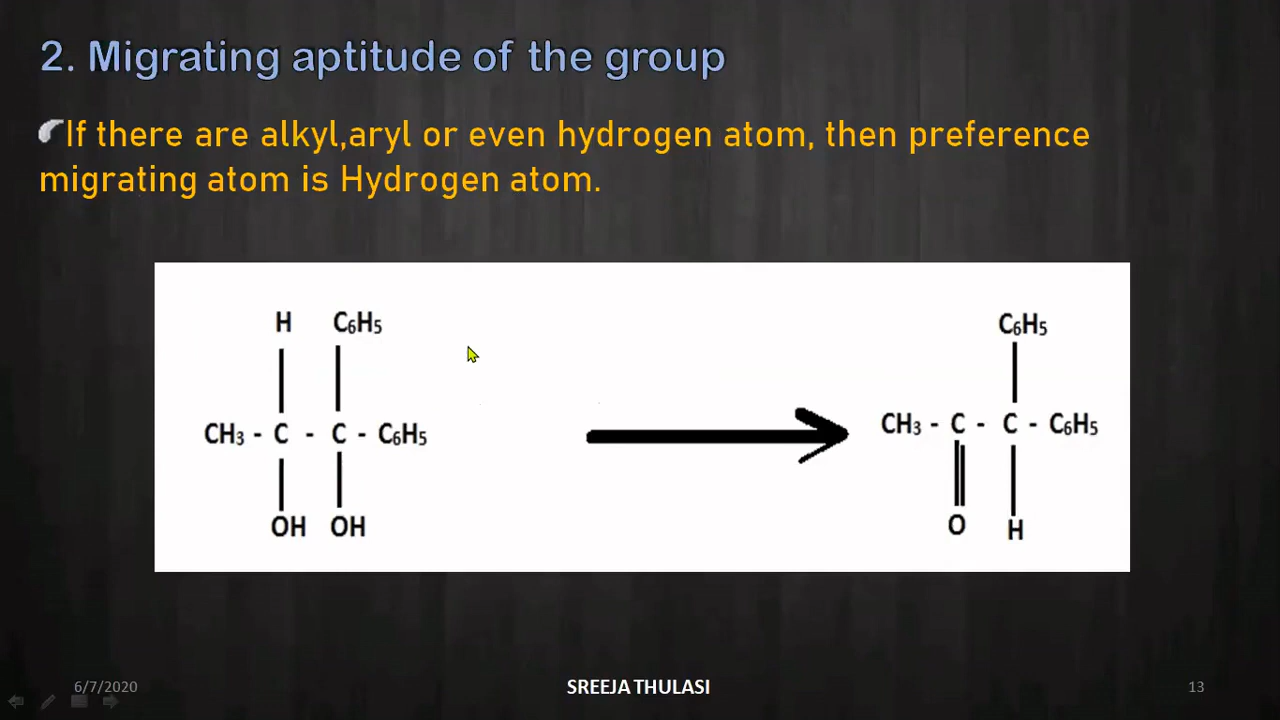 2. Migrating aptitude of the group
If there are alkyl,aryl or even hydrogen atom, then preference
migrating atom is Hydrogen atom.
H C₆H₅
CH₃ - C - C - C₆H₅
OH OH
C₆H₅
CH₃ - C - C - C₆H₅
O H
6/7/2020 SREEJA THULASI 13